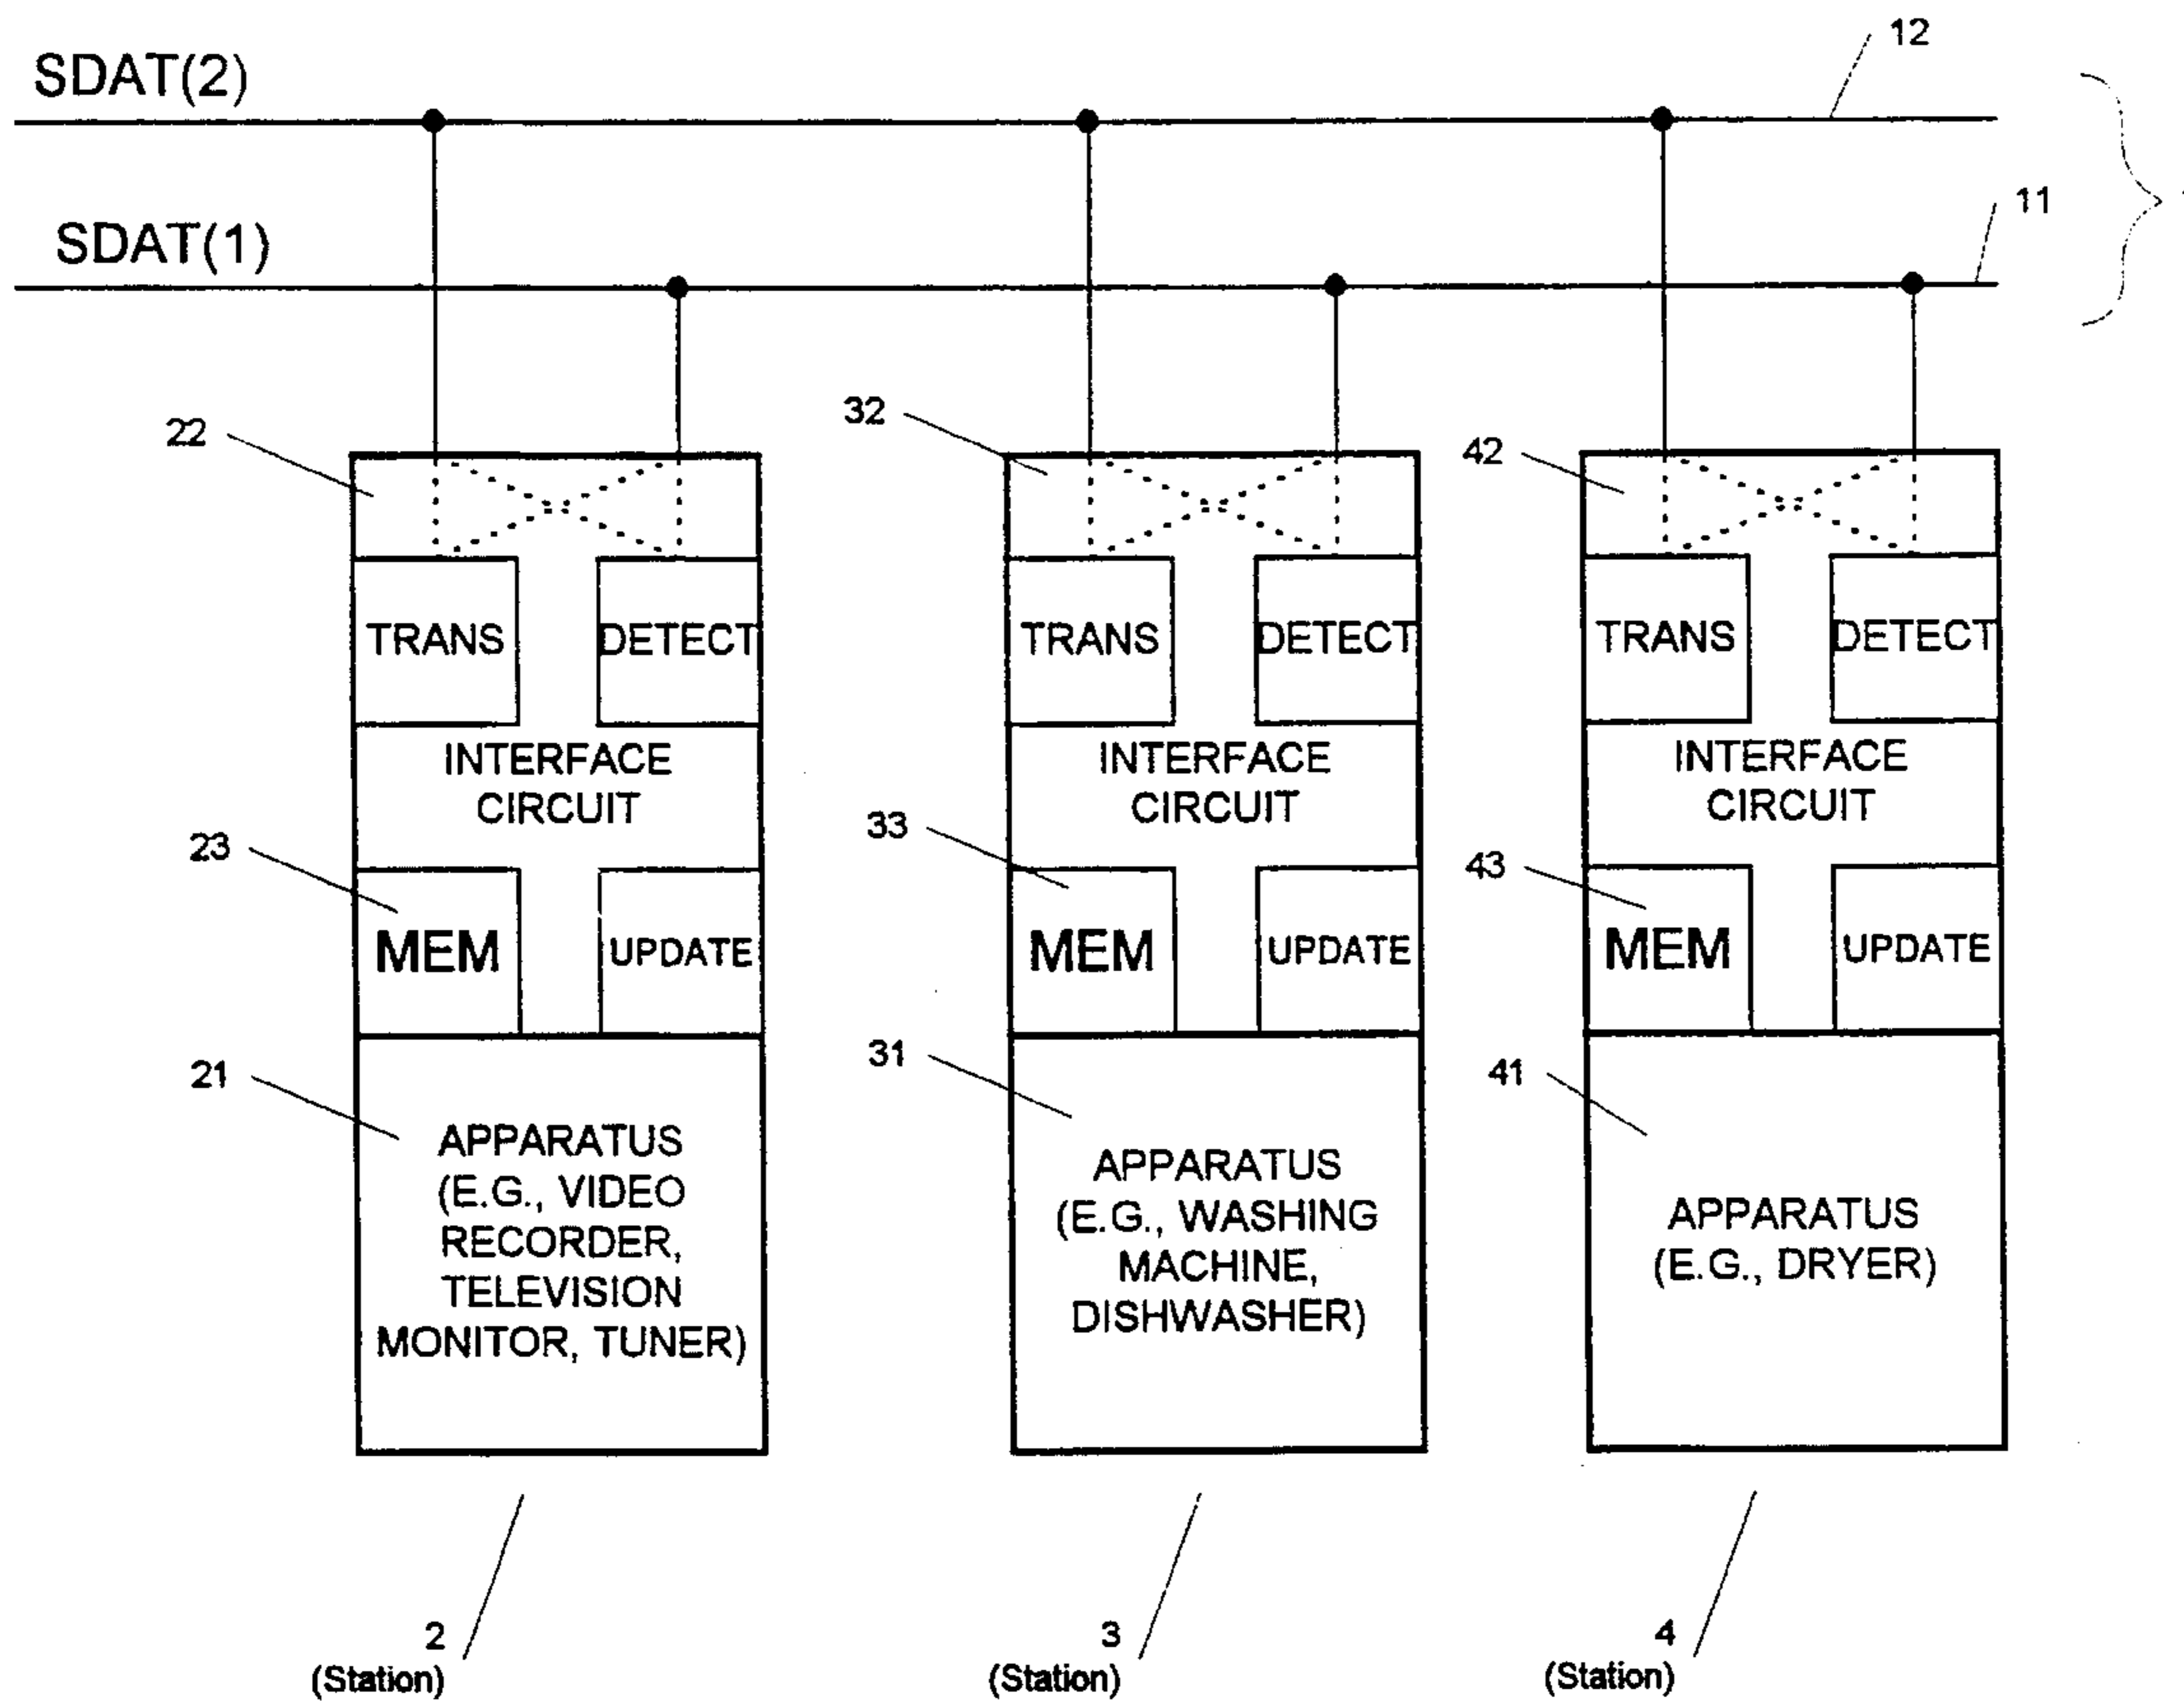 12
SDAT(2)
11
SDAT(1)
22
32
42
TRANS
DETECT
TRANS
DETECT
TRANS
DETECT
INTERFACE
CIRCUIT
INTERFACE
CIRCUIT
INTERFACE
CIRCUIT
23
33
43
MEM
UPDATE
MEM
UPDATE
MEM
UPDATE
21
31
41
APPARATUS
(E.G., VIDEO
RECORDER,
TELEVISION
MONITOR, TUNER)
APPARATUS
(E.G., WASHING
MACHINE,
DISHWASHER)
APPARATUS
(E.G., DRYER)
2
(Station)
3
(Station)
4
(Station)